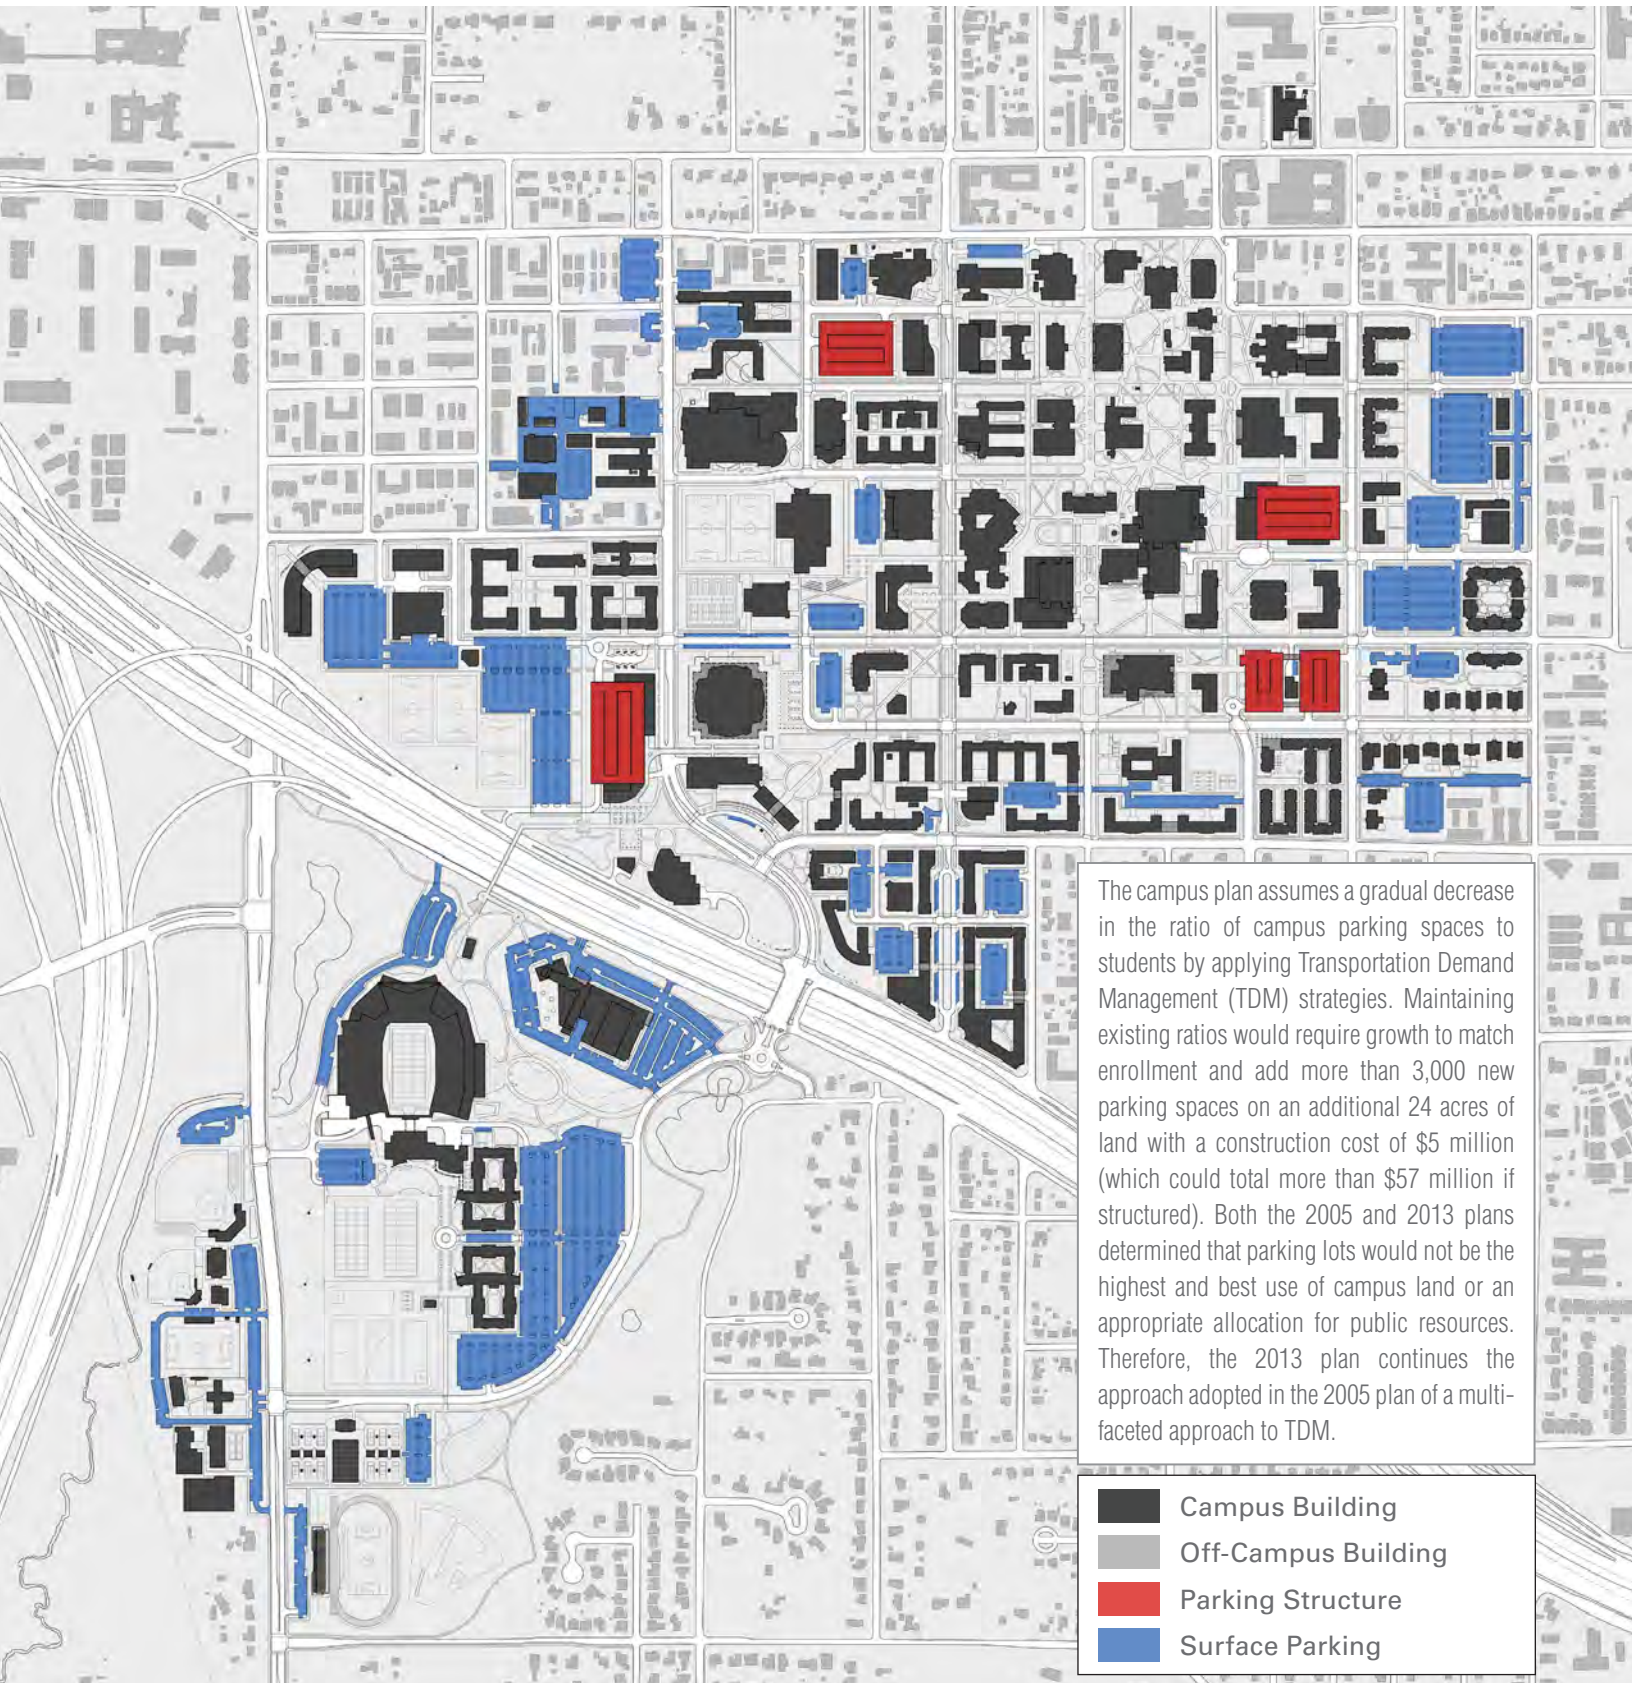 The campus plan assumes a gradual decrease
in the ratio of campus parking spaces to
students by applying Transportation Demand
Management (TDM) strategies. Maintaining
existing ratios would require growth to match
enrollment and add more than 3,000 new
parking spaces on an additional 24 acres of
land with a construction cost of $5 million
(which could total more than $57 million if
structured). Both the 2005 and 2013 plans
determined that parking lots would not be the
highest and best use of campus land or an
appropriate allocation for public resources.
Therefore, the 2013 plan continues the
approach adopted in the 2005 plan of a multi-
faceted approach to TDM.
Campus Building
Off-Campus Building
Parking Structure
Surface Parking